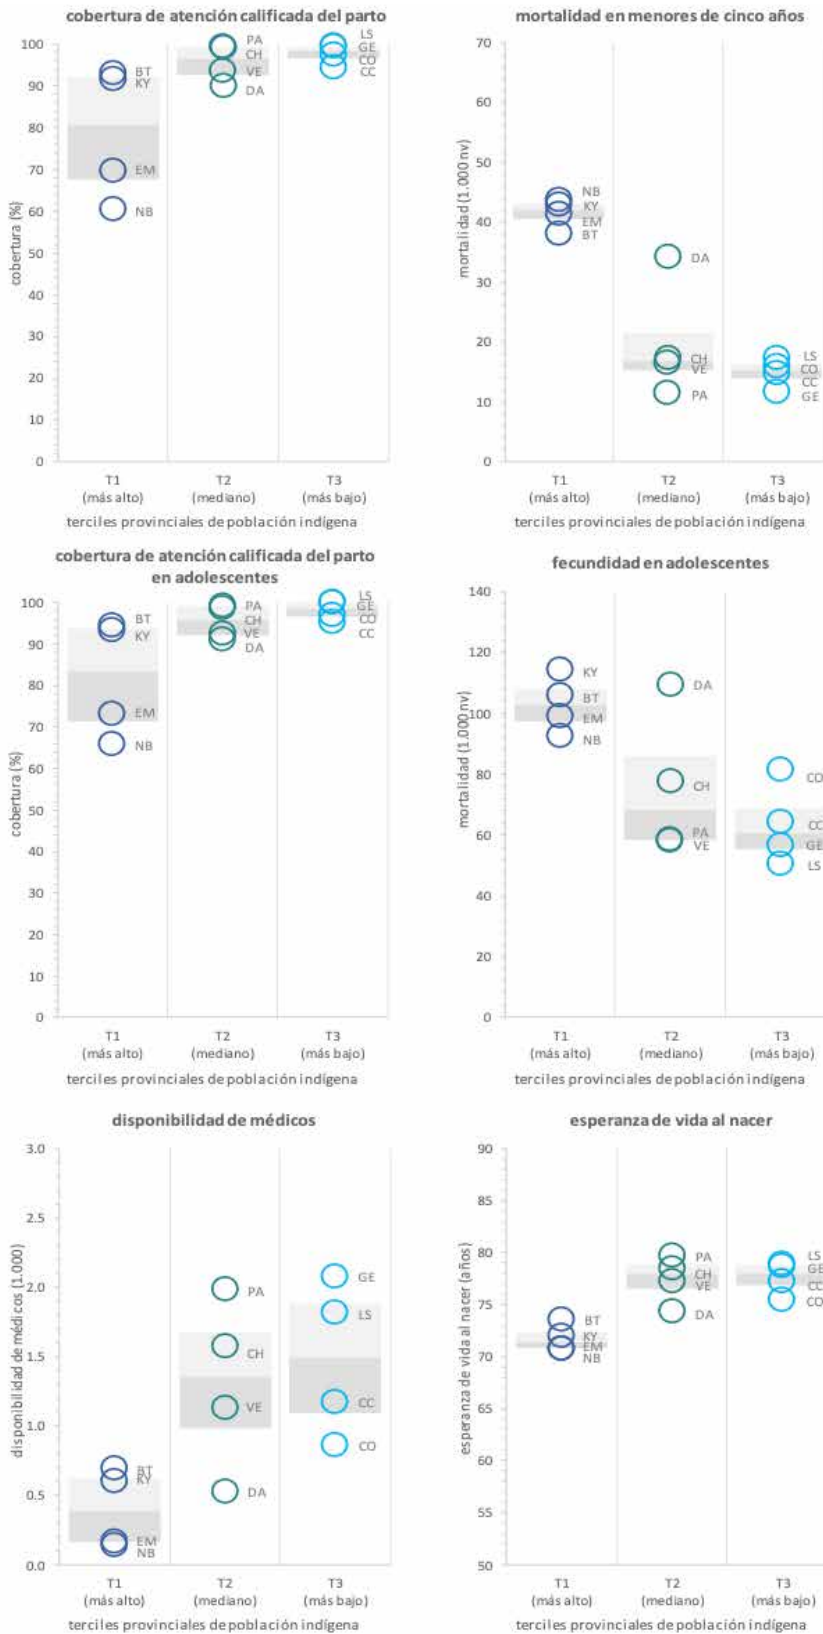 cobertura de atención calificada del parto
cobertura (%)
100
90
80
70
60
50
40
30
20
10
0
BT
KY
EM
NB
PA
CH
VE
DA
LS
GE
CO
CC
T1
(más alto)
T2
(mediano)
T3
(más bajo)
terciles provinciales de población indígena
mortalidad en menores de cinco años
mortalidad (1.000 nv)
70
60
50
40
30
20
10
0
NB
KY
EM
BT
DA
CH
VE
PA
LS
CO
CC
GE
T1
(más alto)
T2
(mediano)
T3
(más bajo)
terciles provinciales de población indígena
cobertura de atención calificada del parto
en adolescentes
cobertura (%)
100
90
80
70
60
50
40
30
20
10
0
BT
KY
EM
NB
PA
CH
VE
DA
LS
GE
CO
CC
T1
(más alto)
T2
(mediano)
T3
(más bajo)
terciles provinciales de población indígena
fecundidad en adolescentes
mortalidad (1.000 nv)
140
120
100
80
60
40
20
0
KY
BT
EM
NB
DA
CH
PA
VE
CO
CC
GE
LS
T1
(más alto)
T2
(mediano)
T3
(más bajo)
terciles provinciales de población indígena
disponibilidad de médicos
disponibilidad de médicos (1.000)
3.0
2.5
2.0
1.5
1.0
0.5
0.0
BT
KY
EM
NB
PA
CH
VE
DA
GE
LS
CC
CO
T1
(más alto)
T2
(mediano)
T3
(más bajo)
terciles provinciales de población indígena
esperanza de vida al nacer
esperanza de vida al nacer (años)
90
85
80
75
70
65
60
55
50
BT
KY
EM
NB
PA
CH
VE
DA
LS
GE
CC
CO
T1
(más alto)
T2
(mediano)
T3
(más bajo)
terciles provinciales de población indígena